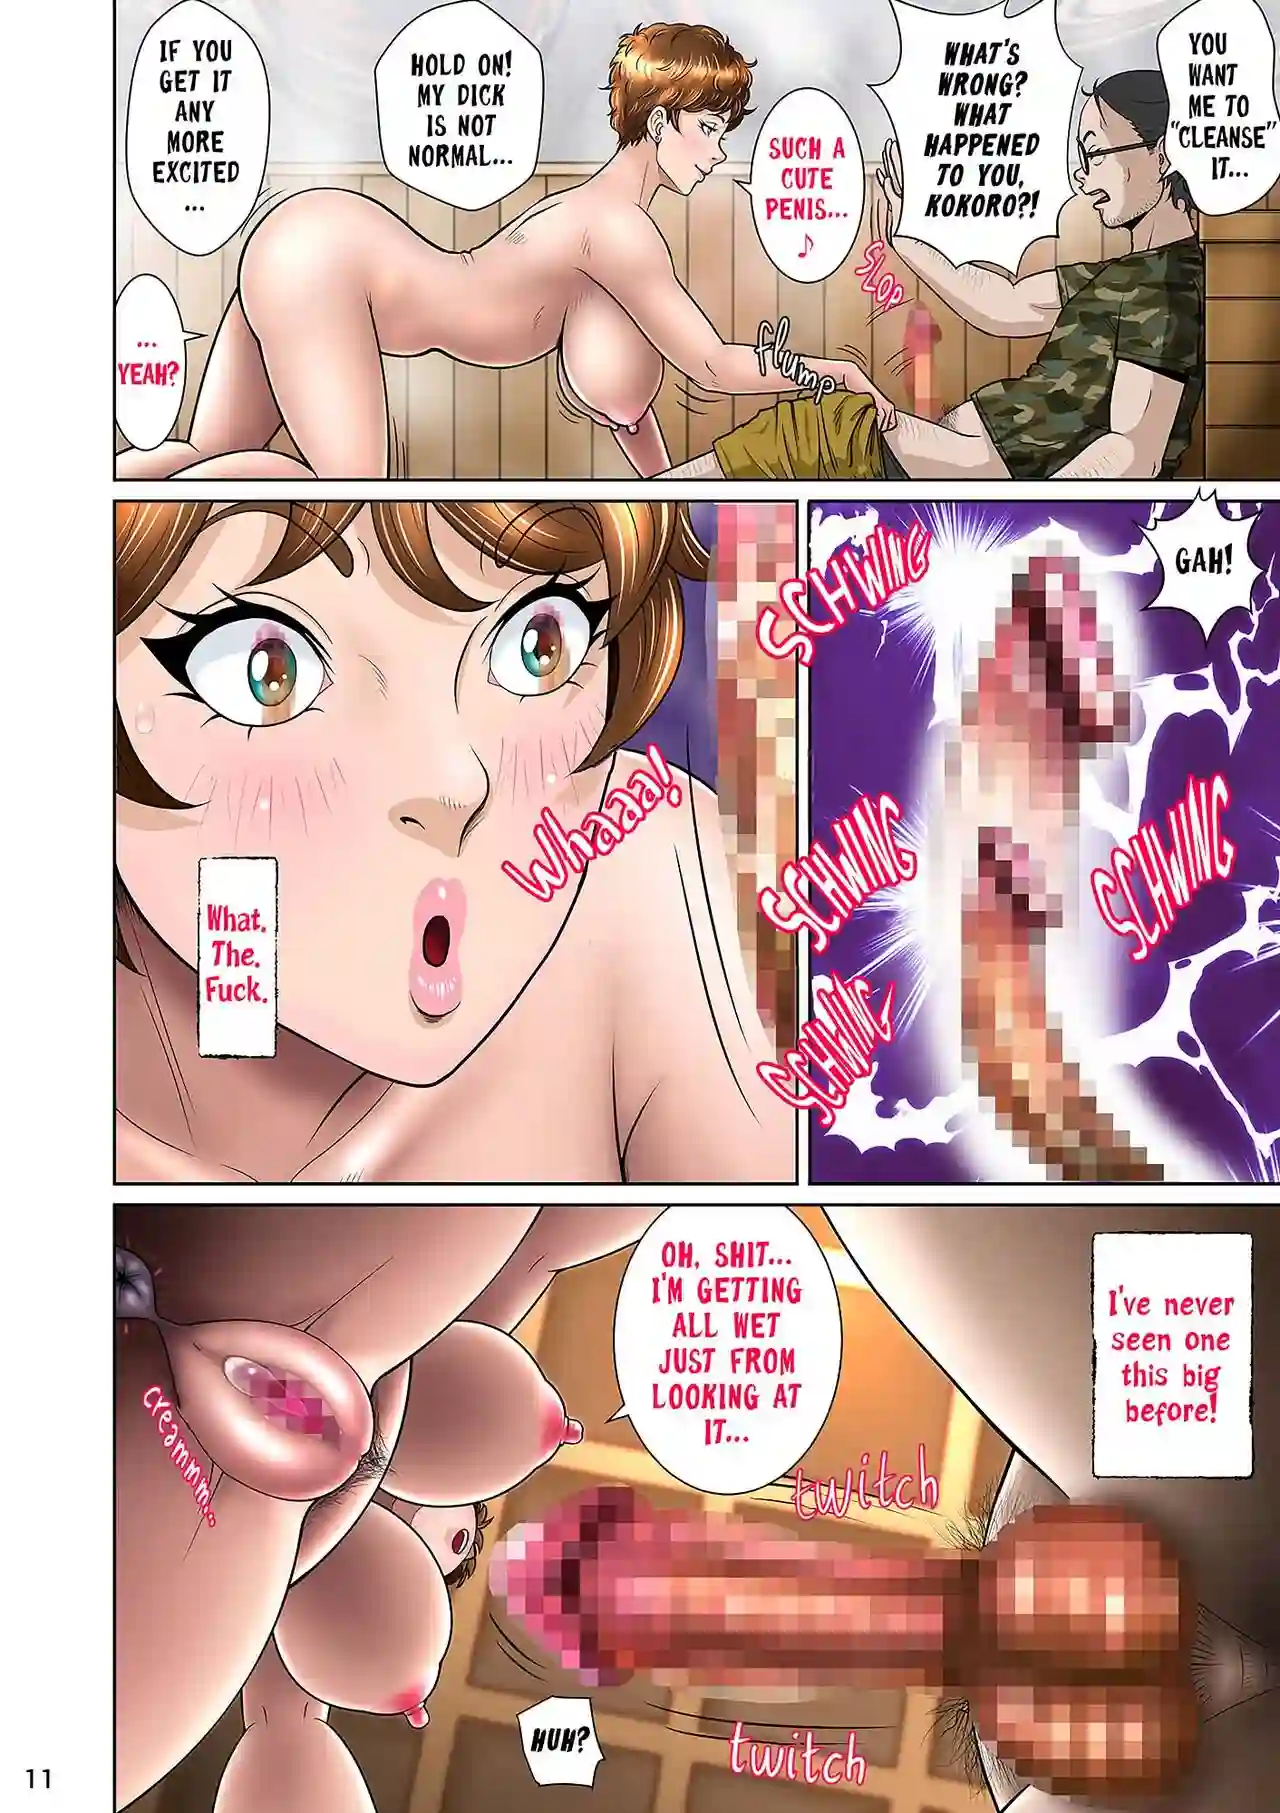 YOU
WANT
ME TO
"CLEANSE"
IT...
WHAT'S
WRONG?
WHAT
HAPPENED
TO YOU,
KOKORO?!
SUCH A
CUTE
PENIS...
♪
SLOP
flump
HOLD ON!
MY DICK
IS NOT
NORMAL...
IF YOU
GET IT
ANY
MORE
EXCITED
...
...
YEAH?
GAH!
SCHWING
SCHWING
SCHWING
SCHWING
Whaaa!
What.
The.
Fuck.
I've never
seen one
this big
before!
OH, SHIT...
I'M GETTING
ALL WET
JUST FROM
LOOKING AT
IT...
twitch
creammm...
HUH?
twitch
11